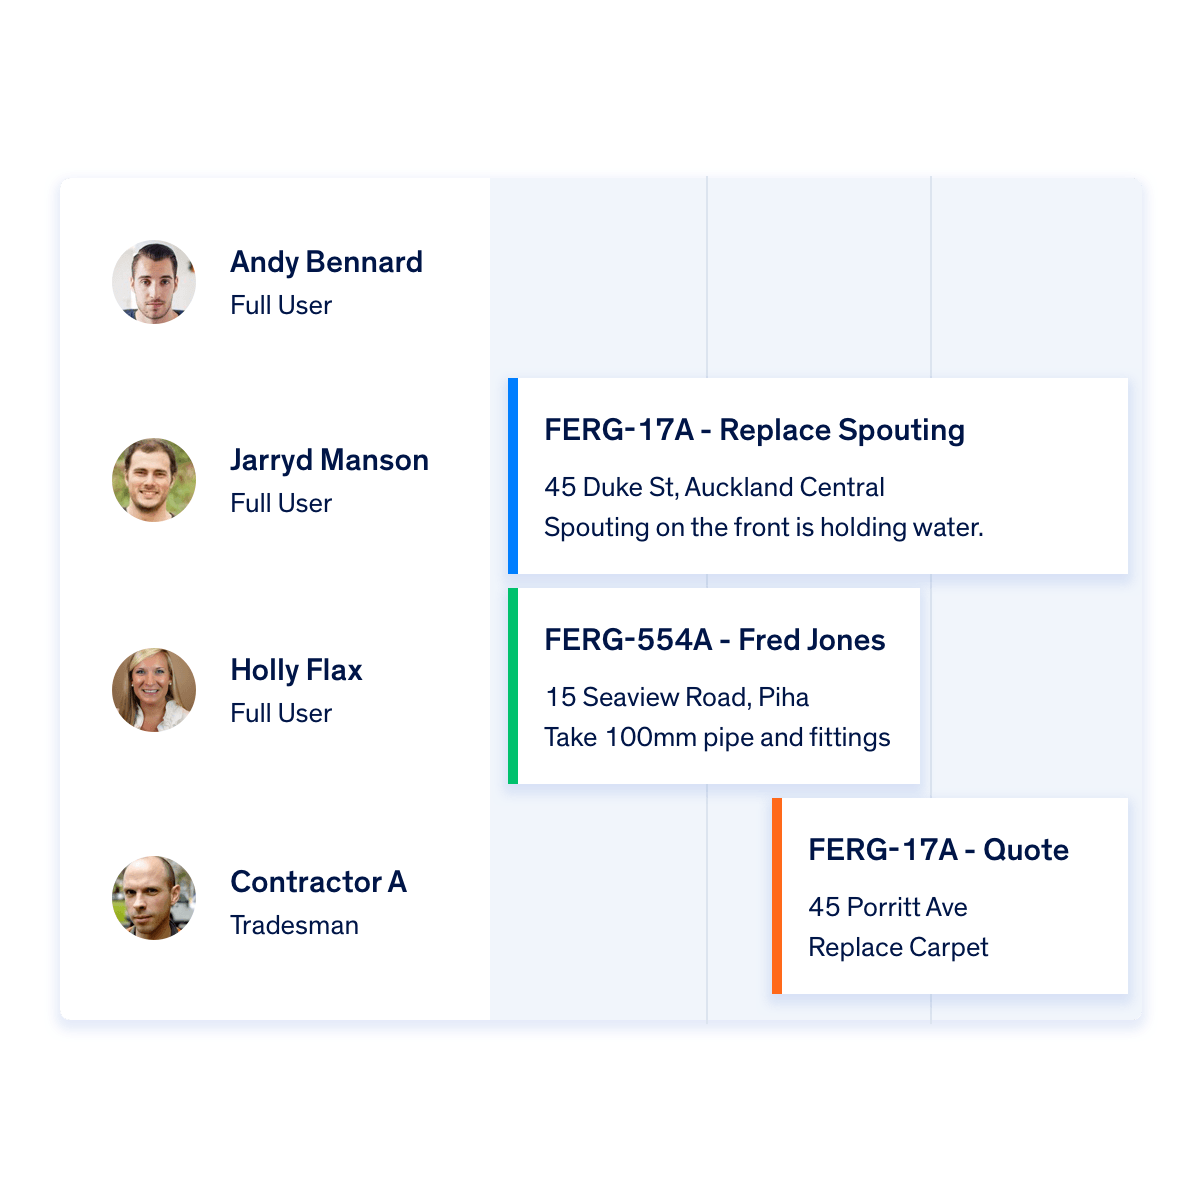 Andy Bennard
Full User
Jarryd Manson
Full User
FERG-17A - Replace Spouting
45 Duke St, Auckland Central
Spouting on the front is holding water.
Holly Flax
Full User
FERG-554A - Fred Jones
15 Seaview Road, Piha
Take 100mm pipe and fittings
Contractor A
Tradesman
FERG-17A - Quote
45 Porritt Ave
Replace Carpet